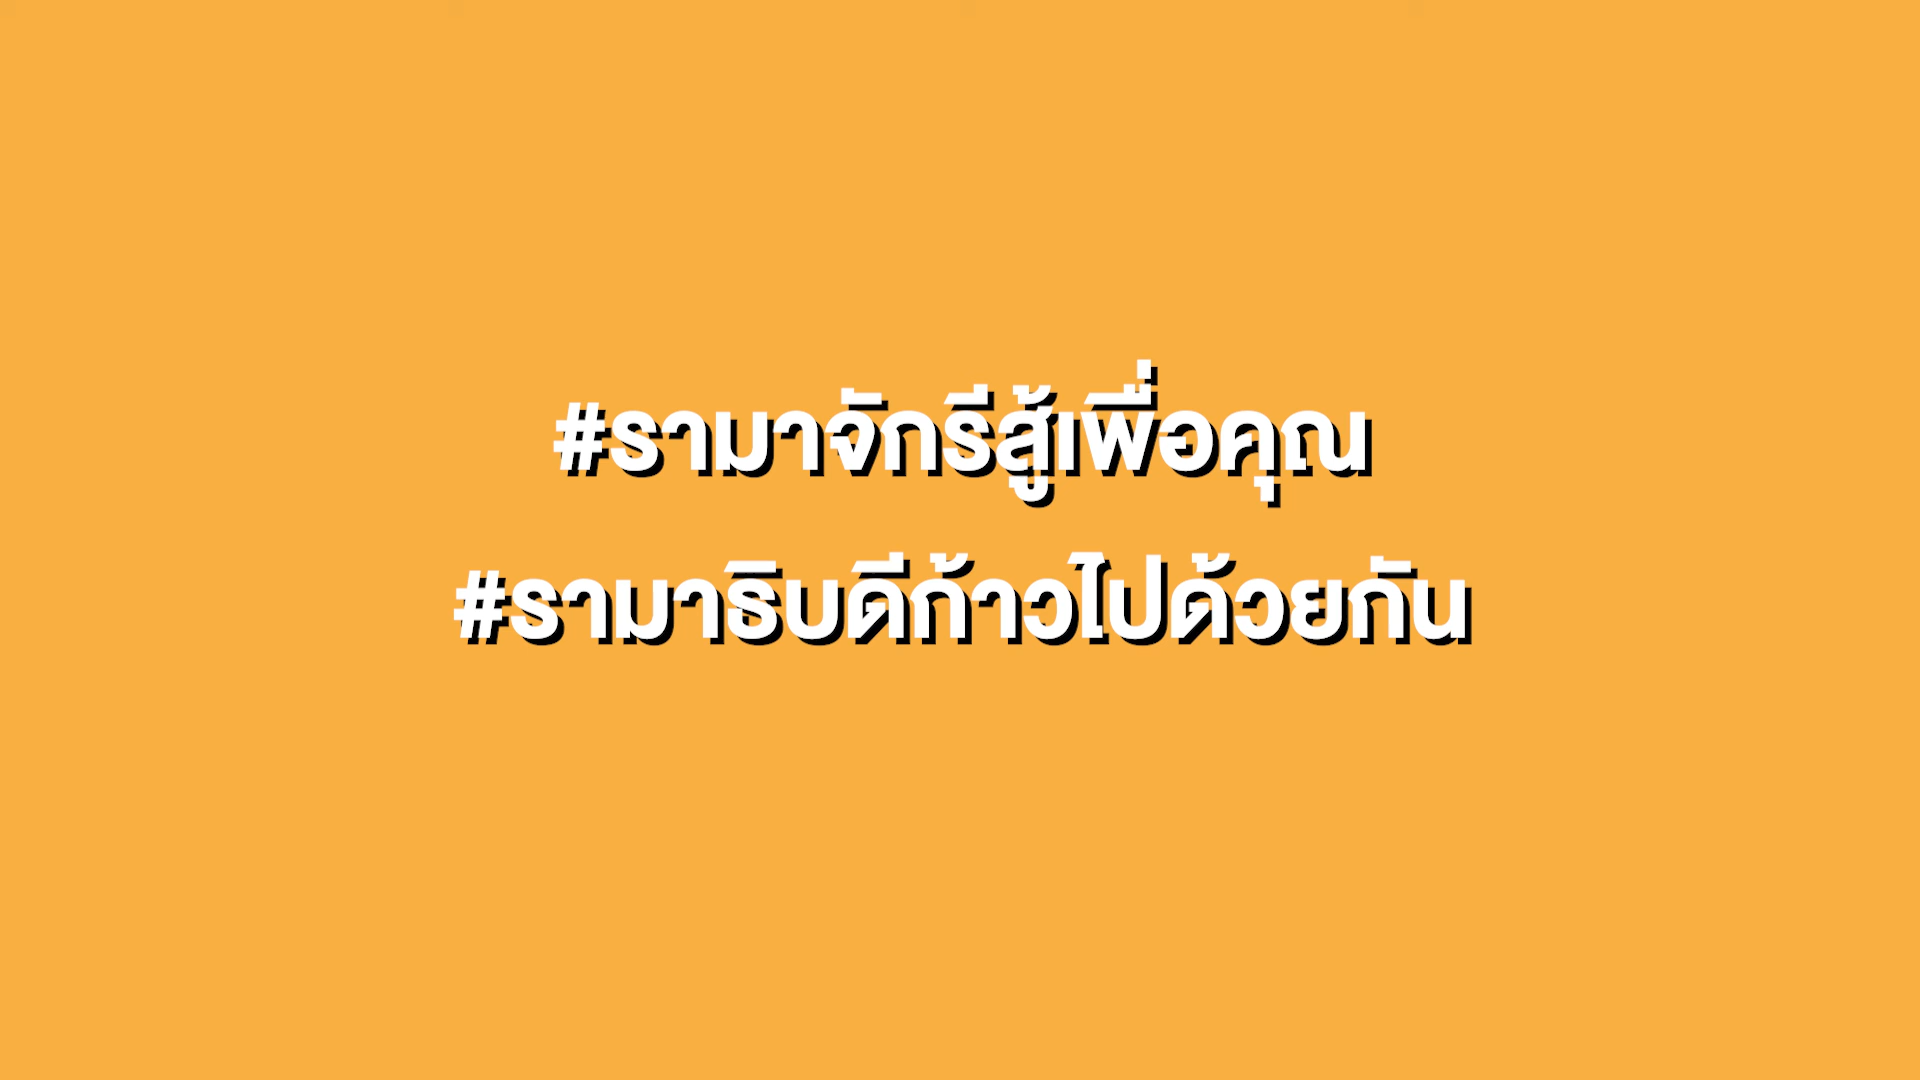 #รามาจักรีสู้เพื่อคุณ
#รามาธิบดีก้าวไปด้วยกัน